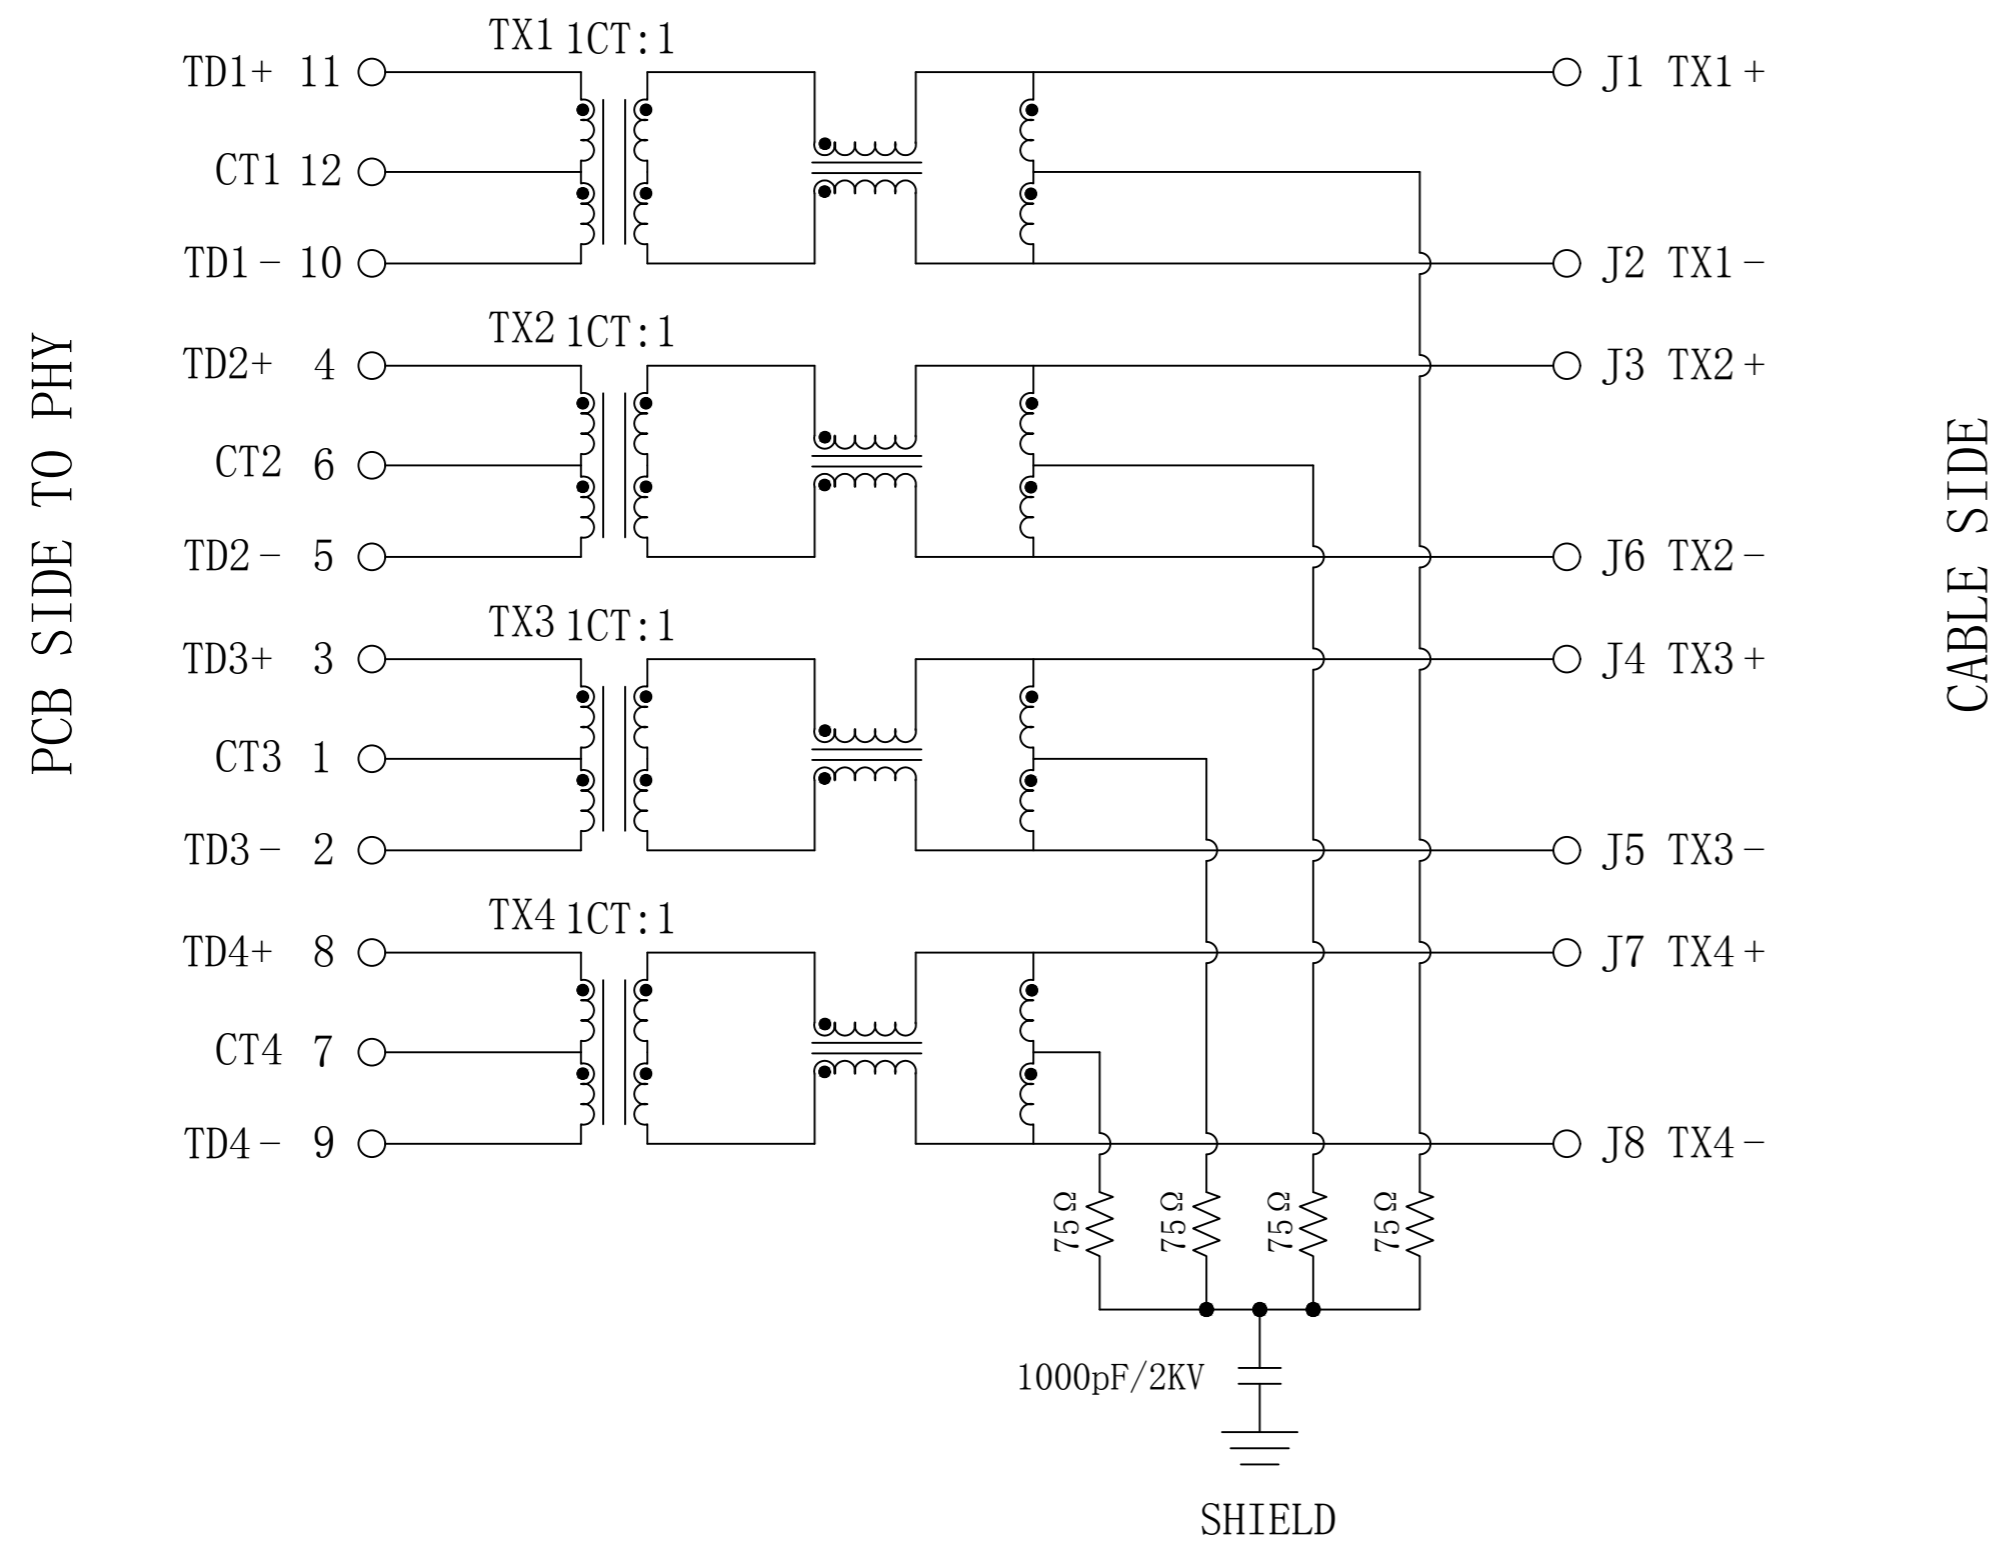 TX1 1CT:1
TD1+ 11
J1 TX1+
CT1 12
TD1- 10
J2 TX1-
TX2 1CT:1
TD2+ 4
J3 TX2+
CT2 6
TD2- 5
J6 TX2-
TX3 1CT:1
TD3+ 3
J4 TX3+
CT3 1
TD3- 2
J5 TX3-
TX4 1CT:1
TD4+ 8
J7 TX4+
CT4 7
TD4- 9
J8 TX4-
PCB SIDE TO PHY
CABLE SIDE
75Ω
75Ω
75Ω
75Ω
1000pF/2KV
SHIELD